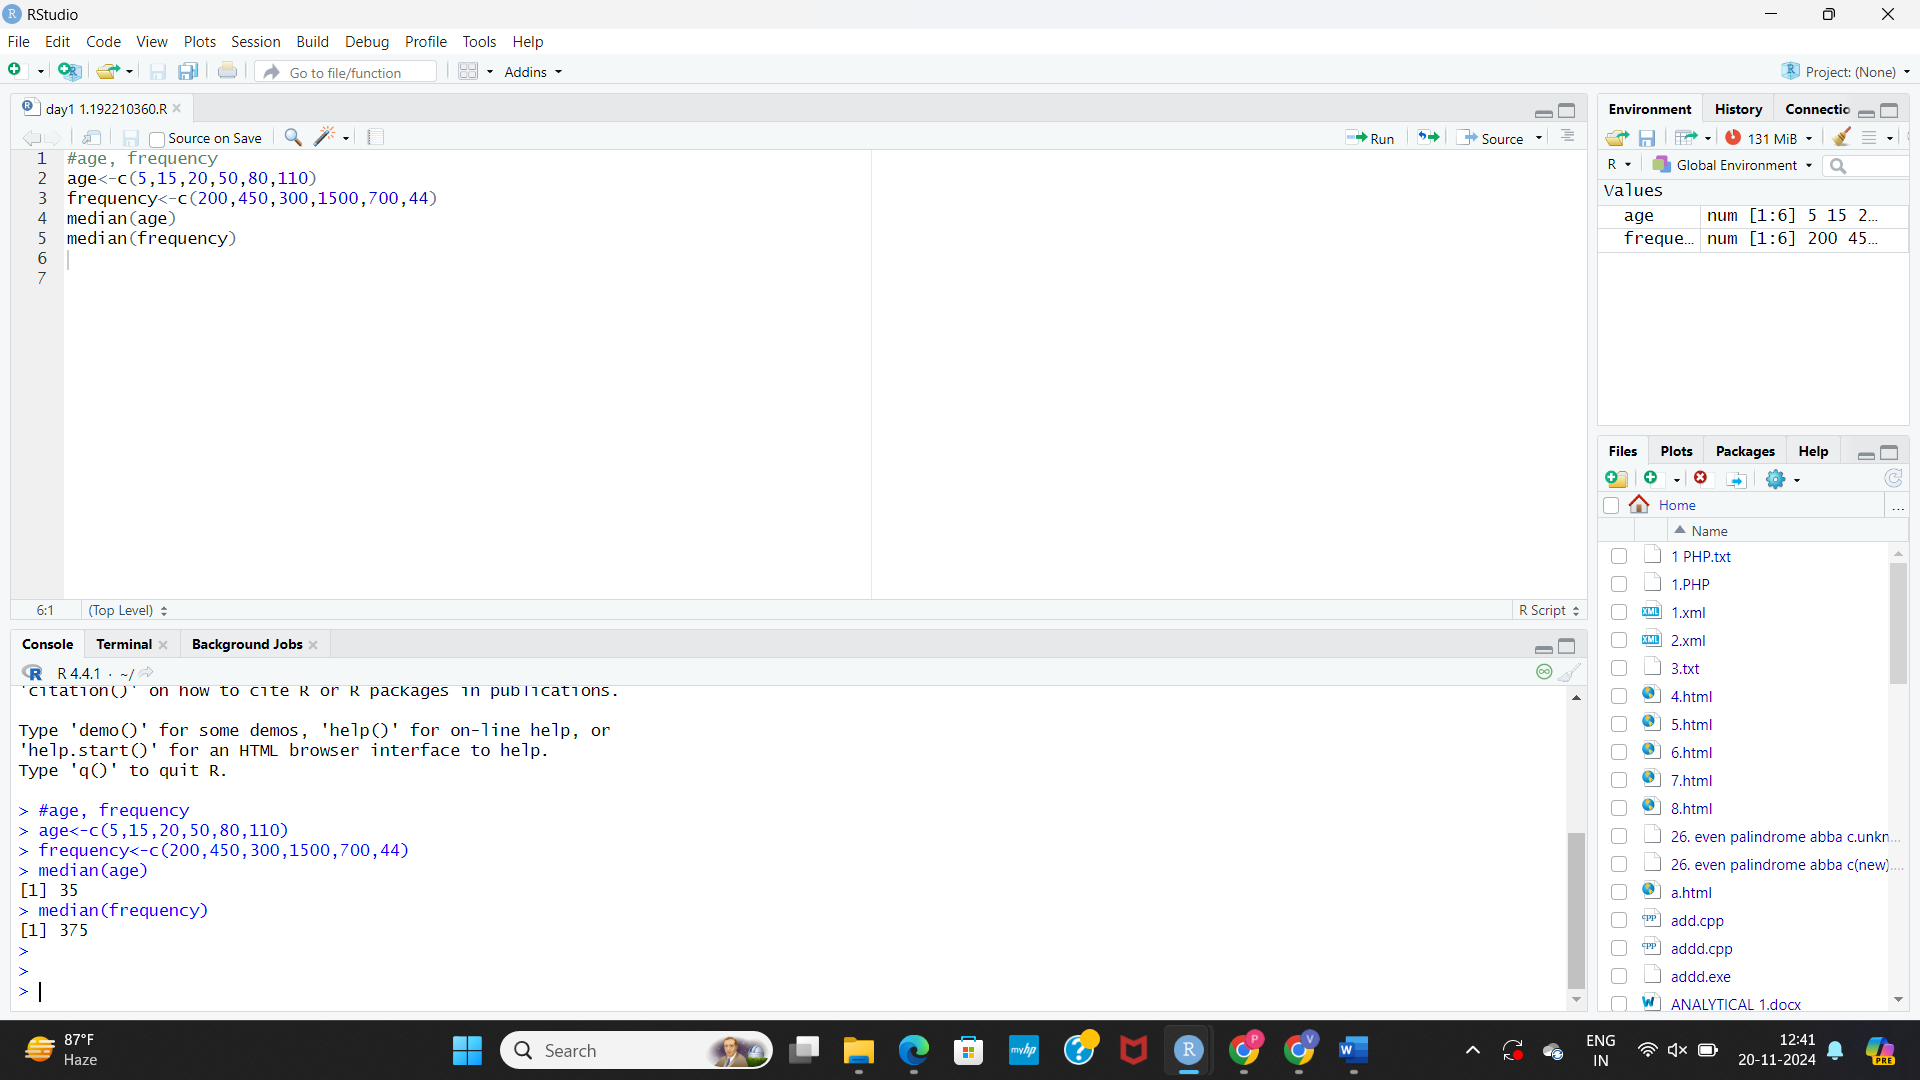 RStudio
File Edit Code View Plots Session Build Debug Profile Tools Help
Go to file/function Addins Project: (None)
day1 1.192210360.R
Source on Save Run Source
1 #age, frequency
2 age<-c(5,15,20,50,80,110)
3 frequency<-c(200,450,300,1500,700,44)
4 median(age)
5 median(frequency)
6
7
6:1 (Top Level) R Script
Console Terminal Background Jobs
R 4.4.1 · ~/
'citation()' on how to cite R or R packages in publications.
Type 'demo()' for some demos, 'help()' for on-line help, or
'help.start()' for an HTML browser interface to help.
Type 'q()' to quit R.
> #age, frequency
> age<-c(5,15,20,50,80,110)
> frequency<-c(200,450,300,1500,700,44)
> median(age)
[1] 35
> median(frequency)
[1] 375
>
>
>
Environment History Connectio
131 MiB
R Global Environment
Values
age num [1:6] 5 15 2…
freque… num [1:6] 200 45…
Files Plots Packages Help
Home ...
Name
1 PHP.txt
1.PHP
1.xml
2.xml
3.txt
4.html
5.html
6.html
7.html
8.html
26. even palindrome abba c.unkn...
26. even palindrome abba c(new)....
a.html
add.cpp
addd.cpp
addd.exe
ANALYTICAL 1.docx
87°F
Haze
Search
myhp
ENG
IN
12:41
20-11-2024
PRE